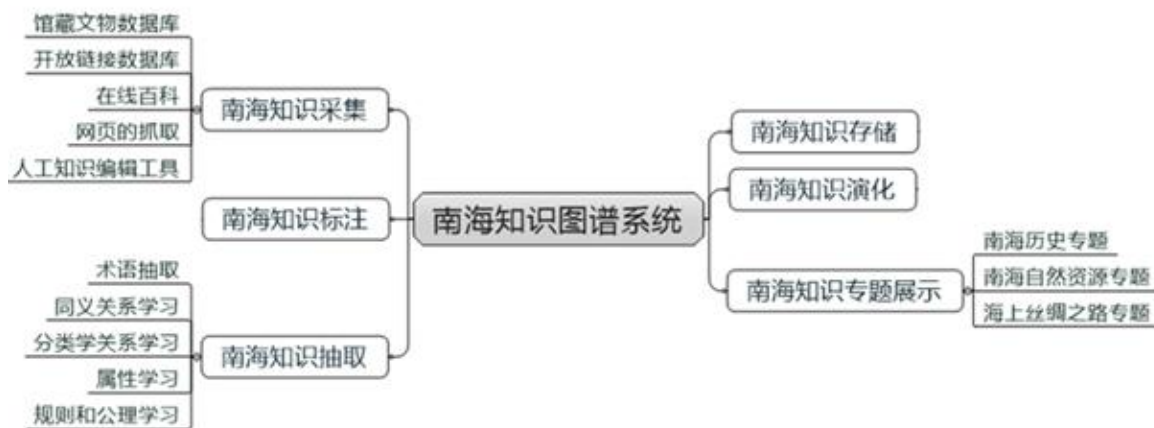 南海知识图谱系统
南海知识采集
馆藏文物数据库
开放链接数据库
在线百科
网页的抓取
人工知识编辑工具
南海知识标注
南海知识抽取
术语抽取
同义关系学习
分类学关系学习
属性学习
规则和公理学习
南海知识存储
南海知识演化
南海知识专题展示
南海历史专题
南海自然资源专题
海上丝绸之路专题